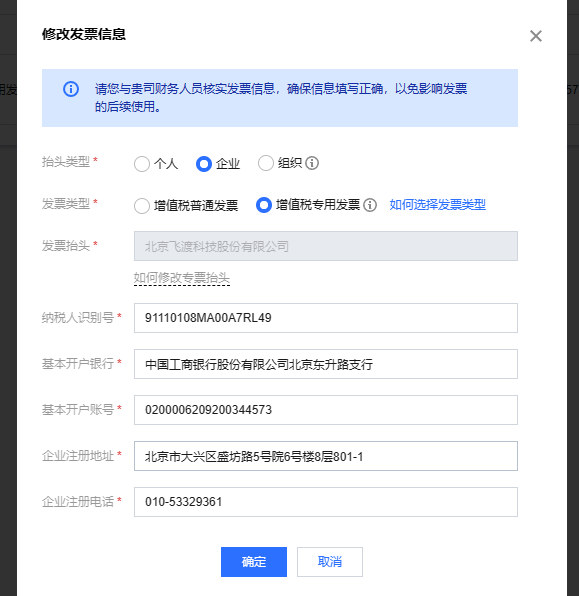 修改发票信息
请您与贵司财务人员核实发票信息，确保信息填写正确，以免影响发票
的后续使用。
抬头类型* 个人 企业 组织
发票类型* 增值税普通发票 增值税专用发票 如何选择发票类型
发票抬头* 北京飞渡科技股份有限公司
如何修改专票抬头
纳税人识别号* 91110108MA00A7RL49
基本开户银行* 中国工商银行股份有限公司北京东升路支行
基本开户账号* 0200006209200344573
企业注册地址* 北京市大兴区盛坊路5号院6号楼8层801-1
企业注册电话* 010-53329361
确定 取消